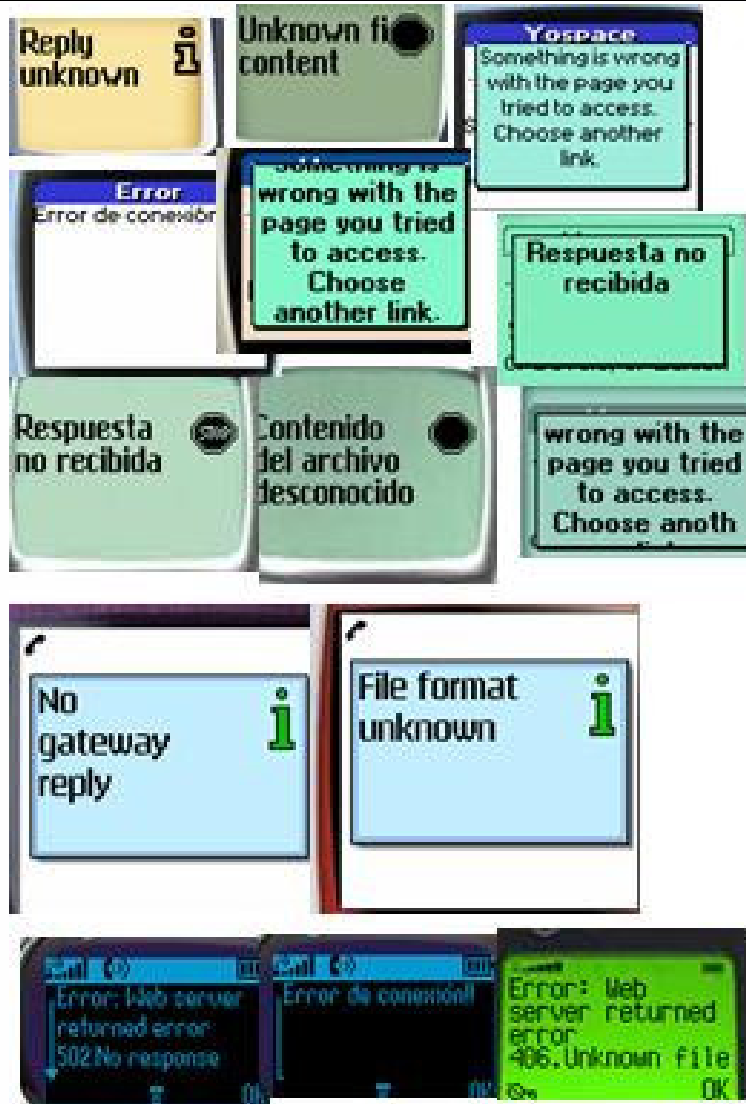 Reply
unknown
Unknown fi
content
Yospace
Something is wrong
with the page you
tried to access.
Choose another
link.
Error
Error de conexión
Something is
wrong with the
page you tried
to access.
Choose
another link.
Respuesta no
recibida
Respuesta
no recibida
STOP
Contenido
del archivo
desconocido
wrong with the
page you tried
to access.
Choose anoth
No
gateway
reply
File format
unknown
Error: Web server
returned error
502.No response
OK
Error de conexión!!
OK
Error: Web
server returned
error
406.Unknown file
OK